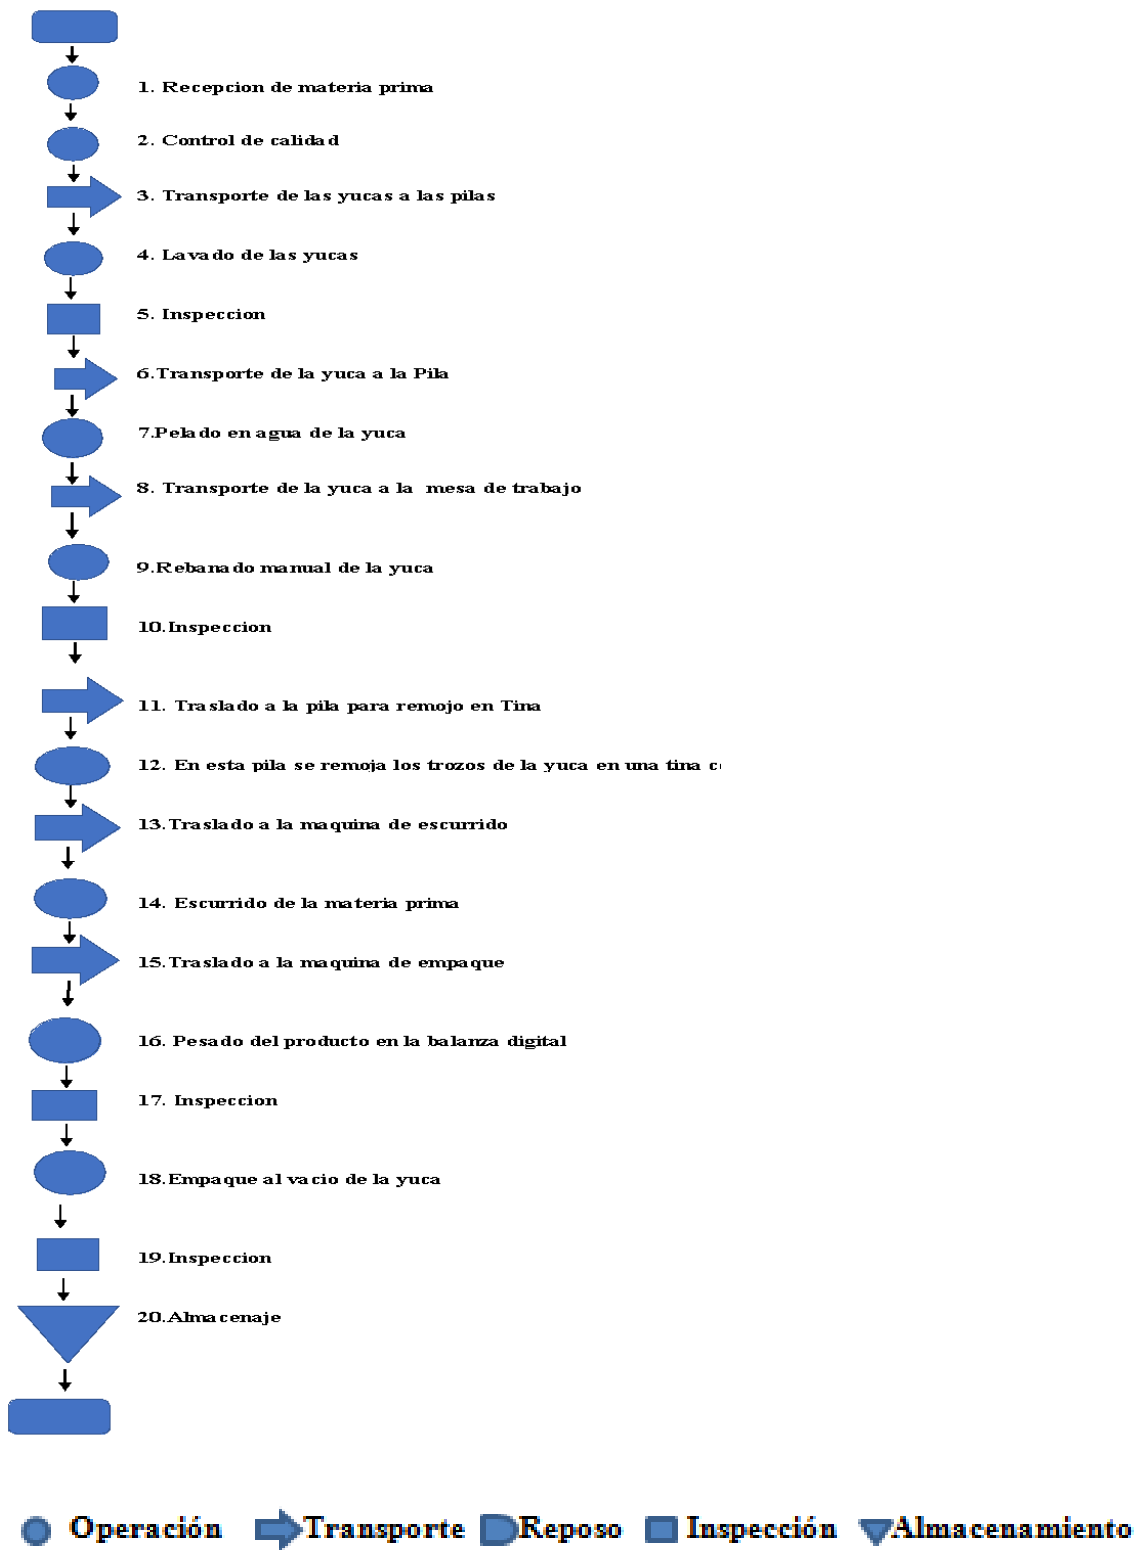 1. Recepcion de materia prima
2. Control de calidad
3. Transporte de las yucas a las pilas
4. Lavado de las yucas
5. Inspeccion
6.Transporte de la yuca a la Pila
7.Pelado en agua de la yuca
8. Transporte de la yuca a la mesa de trabajo
9.Rebanado manual de la yuca
10.Inspeccion
11. Traslado a la pila para remojo en Tina
12. En esta pila se remoja los trozos de la yuca en una tina
13.Traslado a la maquina de escurrido
14. Escurrido de la materia prima
15.Traslado a la maquina de empaque
16. Pesado del producto en la balanza digital
17. Inspeccion
18.Empaque al vacio de la yuca
19.Inspeccion
20.Almacenaje
Operación Transporte Reposo Inspección Almacenamiento